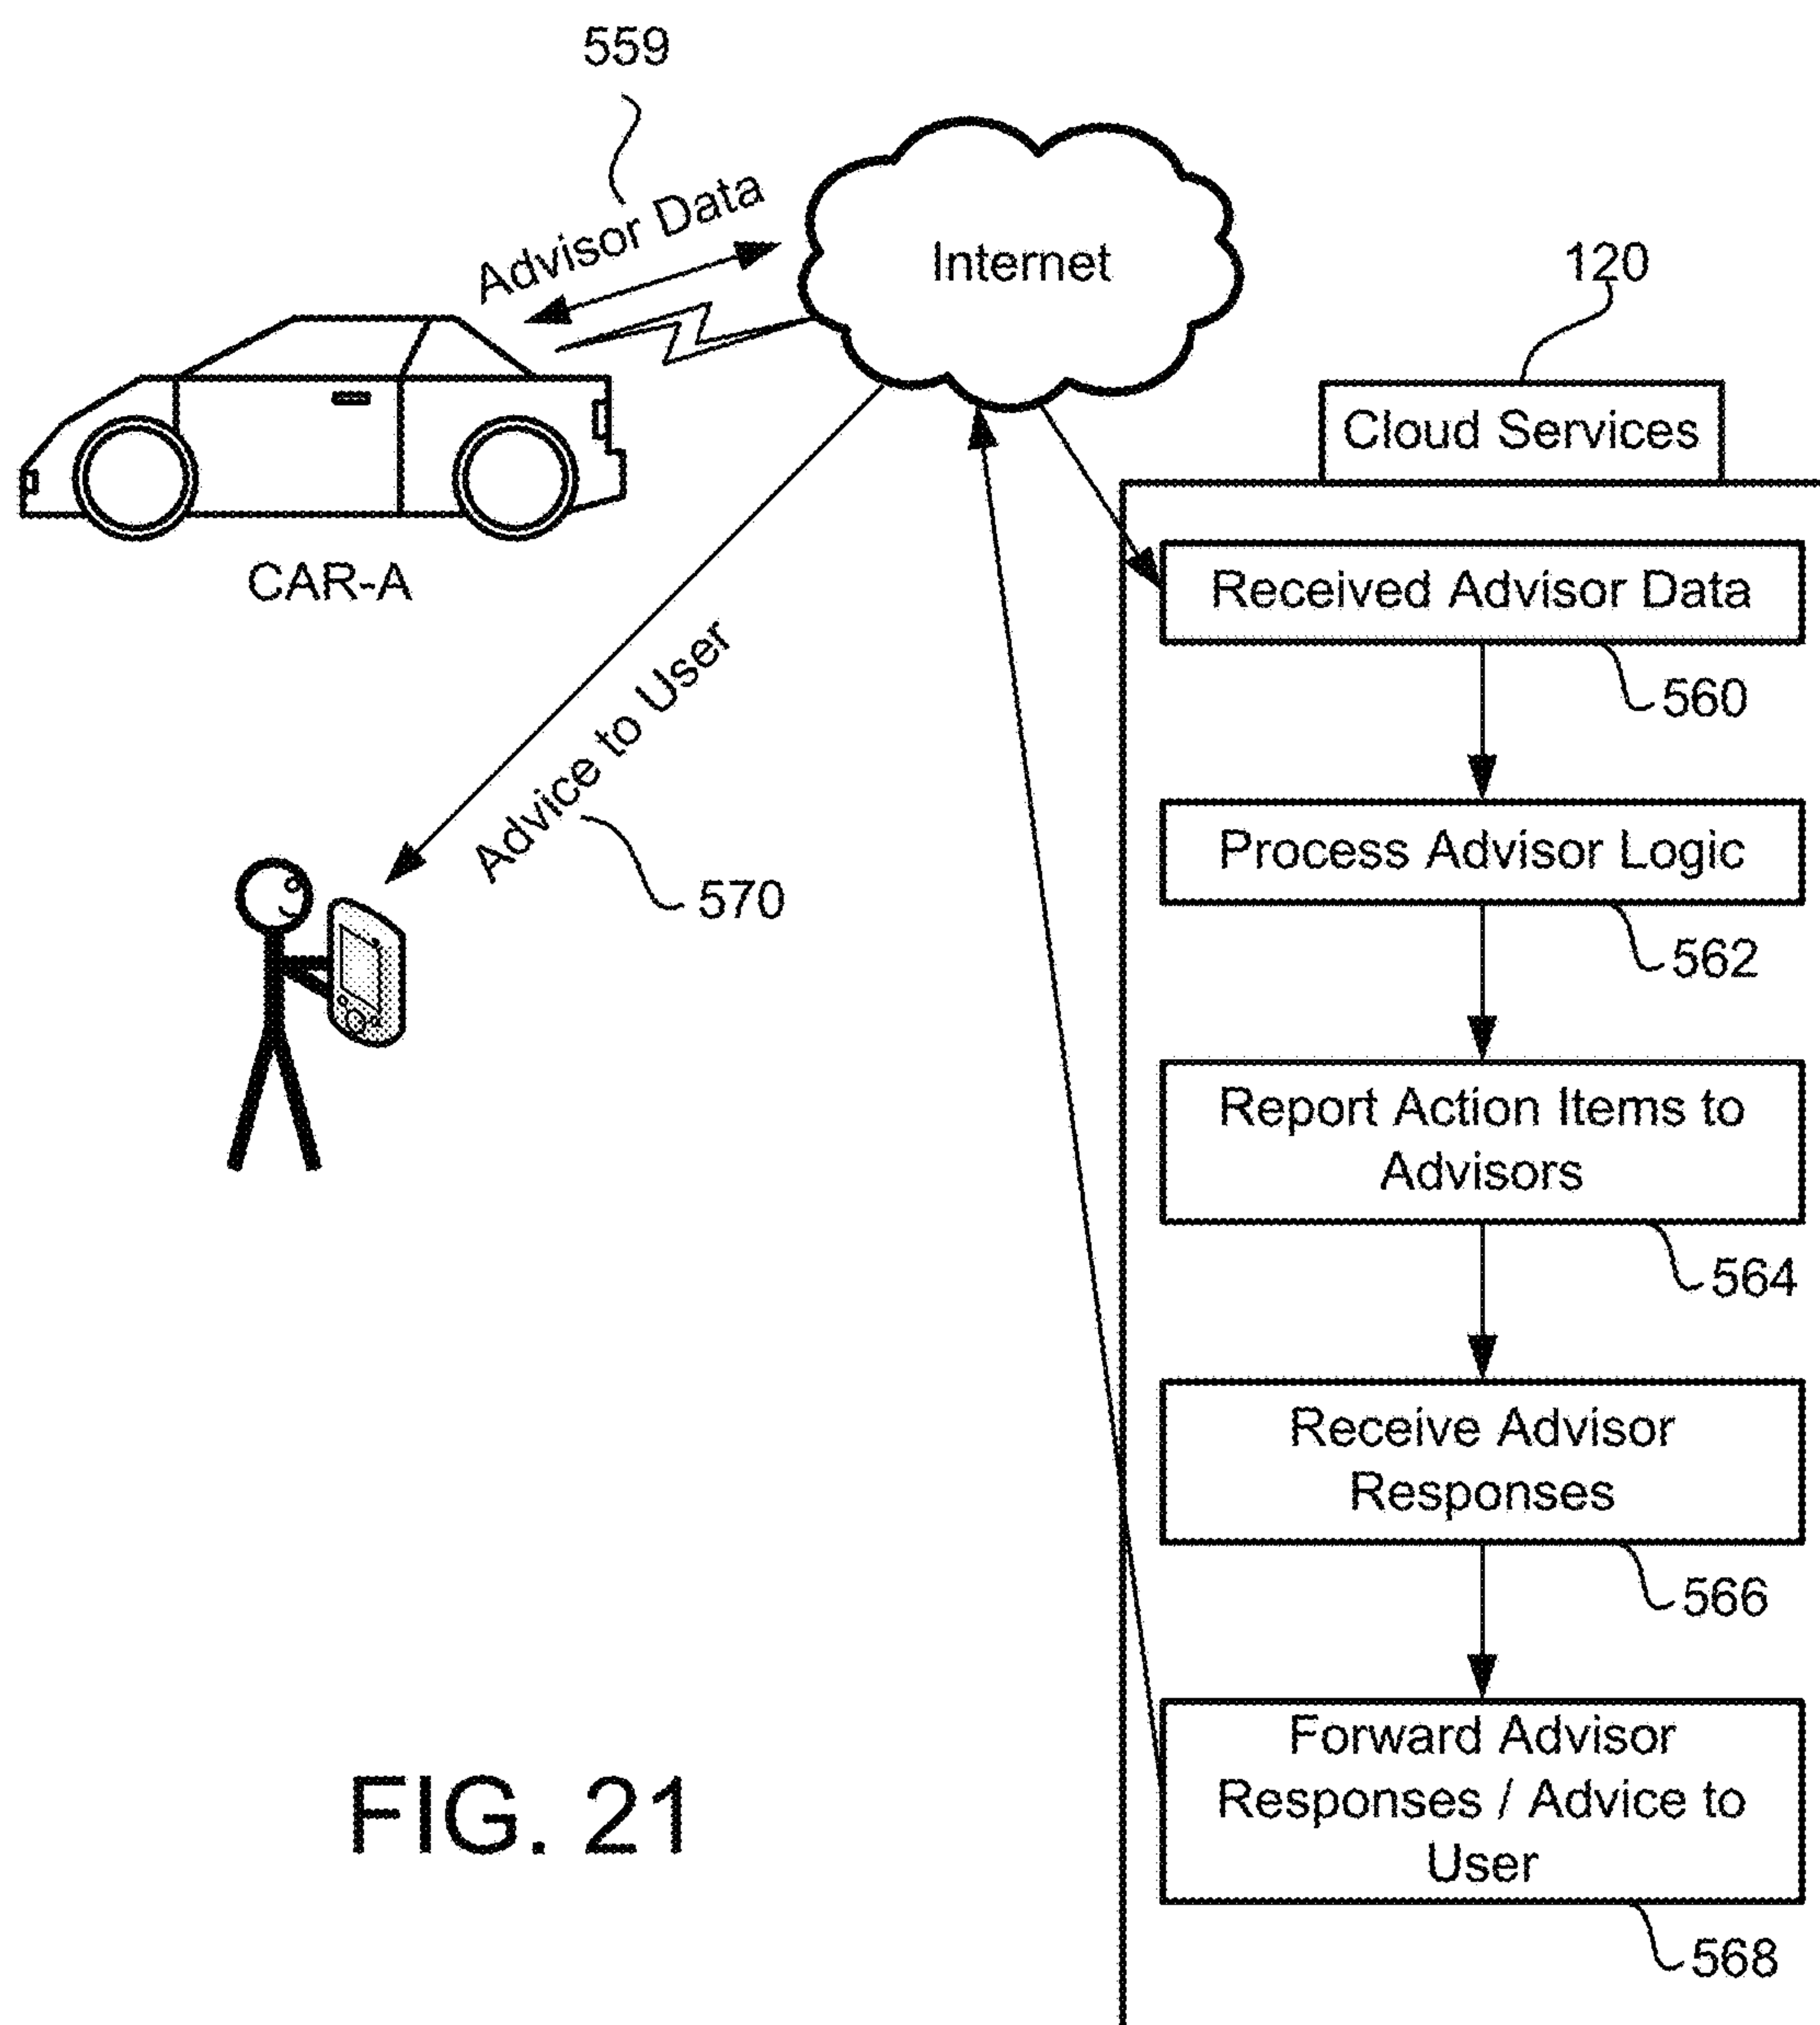 559
Advisor Data
Internet
120
Cloud Services
CAR-A
Received Advisor Data
560
Advice to User
570
Process Advisor Logic
562
Report Action Items to
Advisors
564
Receive Advisor
Responses
566
Forward Advisor
Responses / Advice to
User
568
FIG. 21